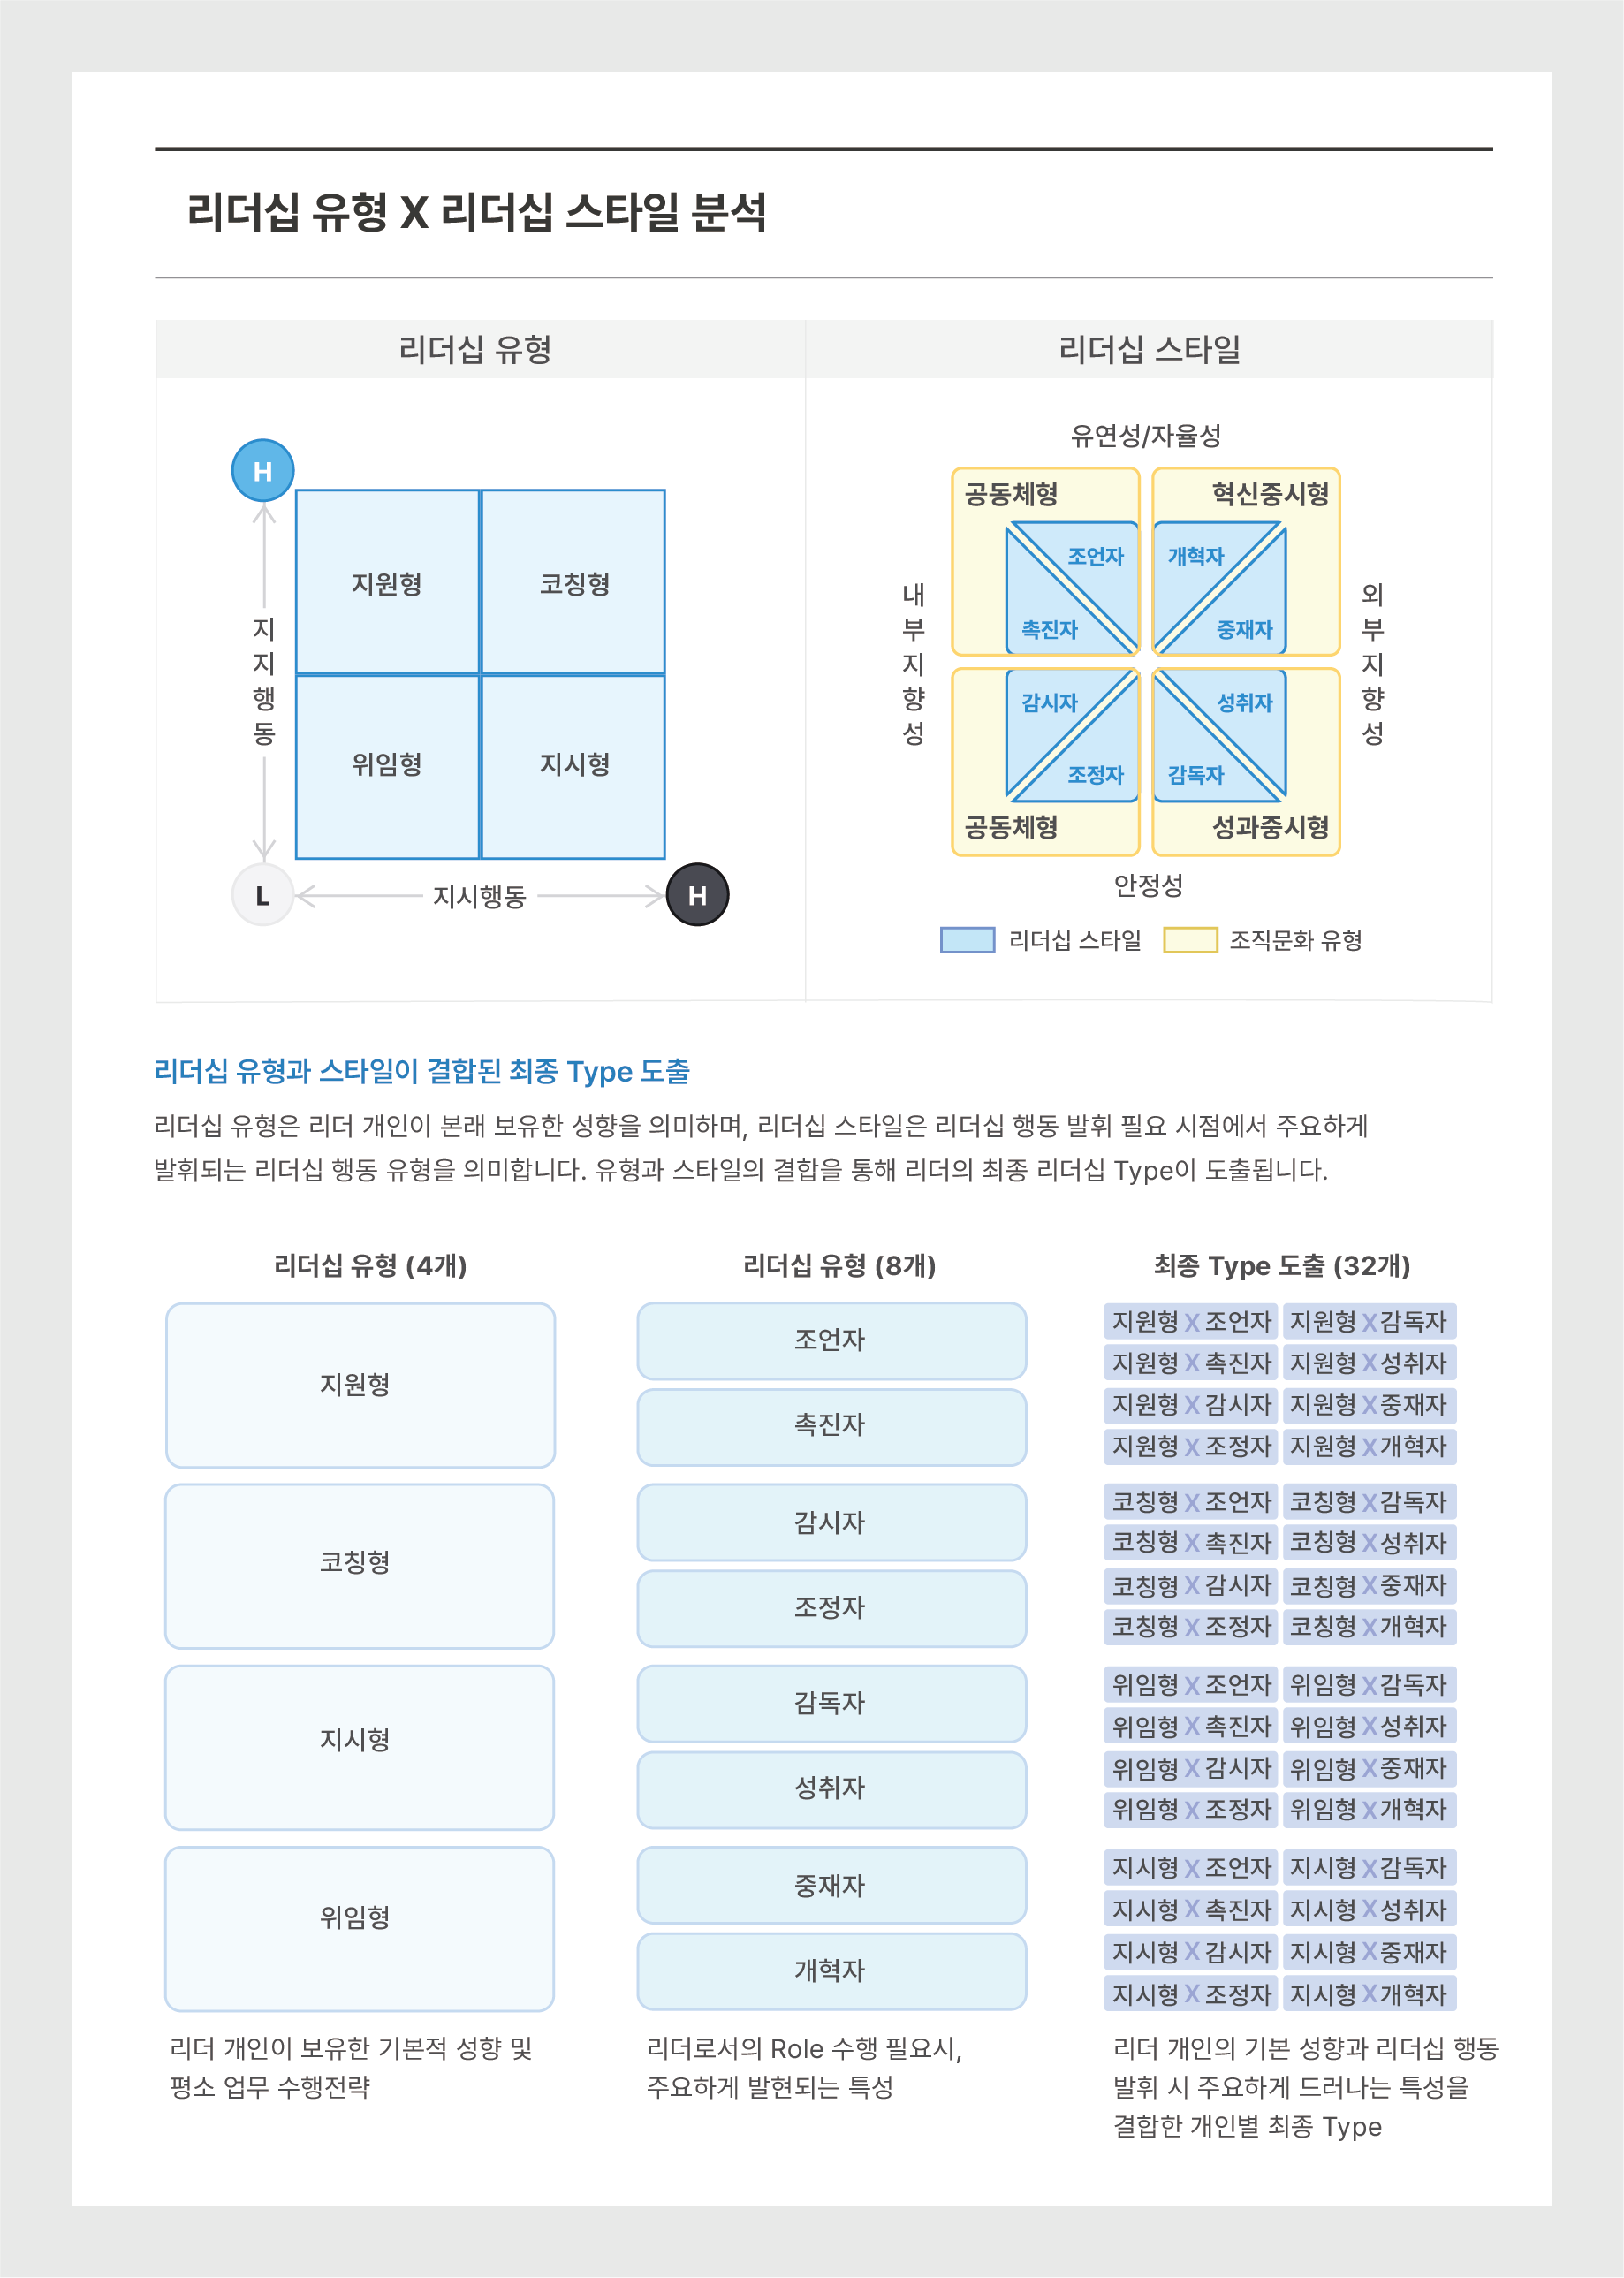 리더십 유형 X 리더십 스타일 분석
리더십 유형
H
지원형
코칭형
지지행동
위임형
지시형
L
지시행동
H
리더십 스타일
유연성/자율성
공동체형
혁신중시형
조언자
개혁자
내부지향성
외부지향성
촉진자
중재자
감시자
성취자
조정자
감독자
공동체형
성과중시형
안정성
리더십 스타일
조직문화 유형
리더십 유형과 스타일이 결합된 최종 Type 도출
리더십 유형은 리더 개인이 본래 보유한 성향을 의미하며, 리더십 스타일은 리더십 행동 발휘 필요 시점에서 주요하게
발휘되는 리더십 행동 유형을 의미합니다. 유형과 스타일의 결합을 통해 리더의 최종 리더십 Type이 도출됩니다.
리더십 유형 (4개)
지원형
코칭형
지시형
위임형
리더 개인이 보유한 기본적 성향 및
평소 업무 수행전략
리더십 유형 (8개)
조언자
촉진자
감시자
조정자
감독자
성취자
중재자
개혁자
리더로서의 Role 수행 필요시,
주요하게 발현되는 특성
최종 Type 도출 (32개)
지원형 X 조언자 지원형 X감독자
지원형 X 촉진자 지원형 X성취자
지원형 X 감시자 지원형 X중재자
지원형 X 조정자 지원형 X개혁자
코칭형 X 조언자 코칭형 X감독자
코칭형 X 촉진자 코칭형 X성취자
코칭형 X 감시자 코칭형 X중재자
코칭형 X 조정자 코칭형 X개혁자
위임형 X 조언자 위임형 X감독자
위임형 X 촉진자 위임형 X성취자
위임형 X 감시자 위임형 X중재자
위임형 X 조정자 위임형 X개혁자
지시형 X 조언자 지시형 X감독자
지시형 X 촉진자 지시형 X성취자
지시형 X 감시자 지시형 X중재자
지시형 X 조정자 지시형 X개혁자
리더 개인의 기본 성향과 리더십 행동
발휘 시 주요하게 드러나는 특성을
결합한 개인별 최종 Type